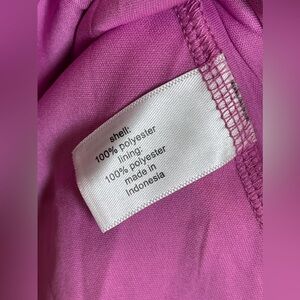 shell:
100% polyester
lining:
100% polyester
made in
Indonesia